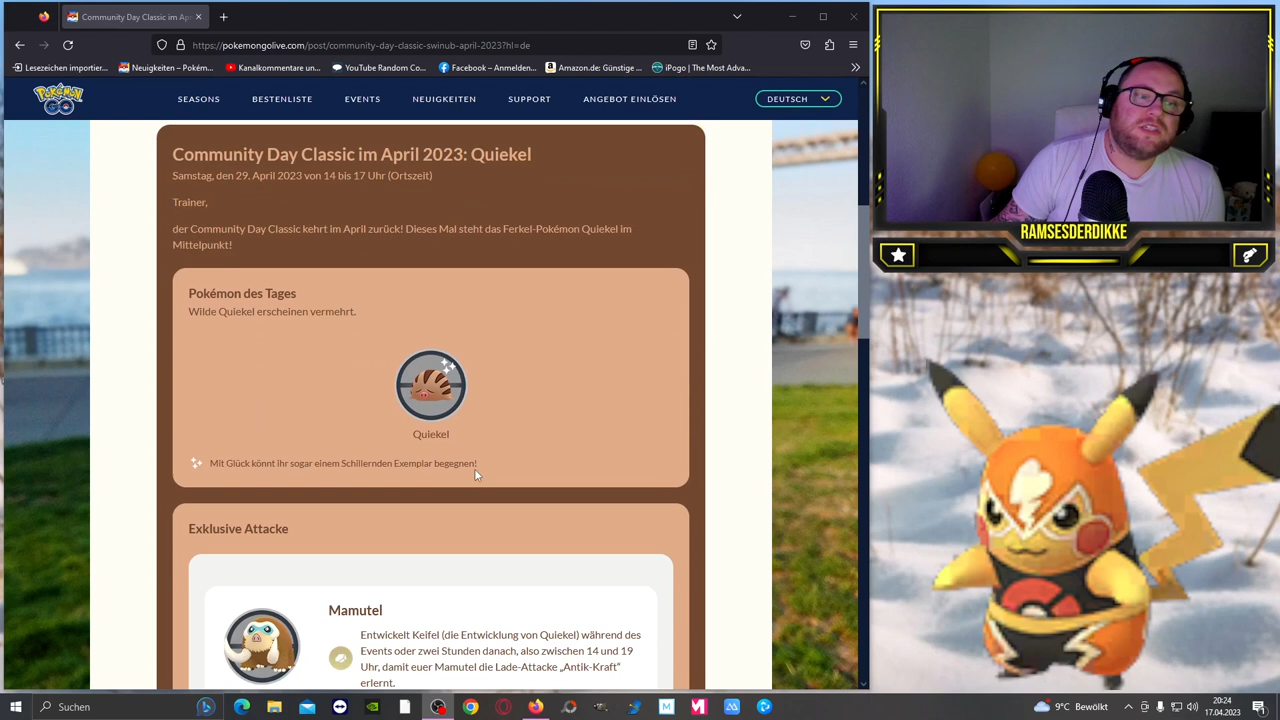 Community Day Classic im Apr
https://pokemongolive.com/post/community-day-classic-swinub-april-2023?hl=de
Lesezeichen importier...
Neuigkeiten – Pokém...
Kanalkommentare un...
YouTube Random Co...
Facebook – Anmelden...
Amazon.de: Günstige ...
iPogo | The Most Adva...
Pokémon GO
SEASONS
BESTENLISTE
EVENTS
NEUIGKEITEN
SUPPORT
ANGEBOT EINLÖSEN
DEUTSCH
Community Day Classic im April 2023: Quiekel
Samstag, den 29. April 2023 von 14 bis 17 Uhr (Ortszeit)
Trainer,
der Community Day Classic kehrt im April zurück! Dieses Mal steht das Ferkel-Pokémon Quiekel im
Mittelpunkt!
Pokémon des Tages
Wilde Quiekel erscheinen vermehrt.
Quiekel
Mit Glück könnt ihr sogar einem Schillernden Exemplar begegnen!
Exklusive Attacke
Mamutel
Entwickelt Keifel (die Entwicklung von Quiekel) während des
Events oder zwei Stunden danach, also zwischen 14 und 19
Uhr, damit euer Mamutel die Lade-Attacke „Antik-Kraft“
erlernt.
RAMSESDERDIKKE
Suchen
9°C Bewölkt
20:24
17.04.2023